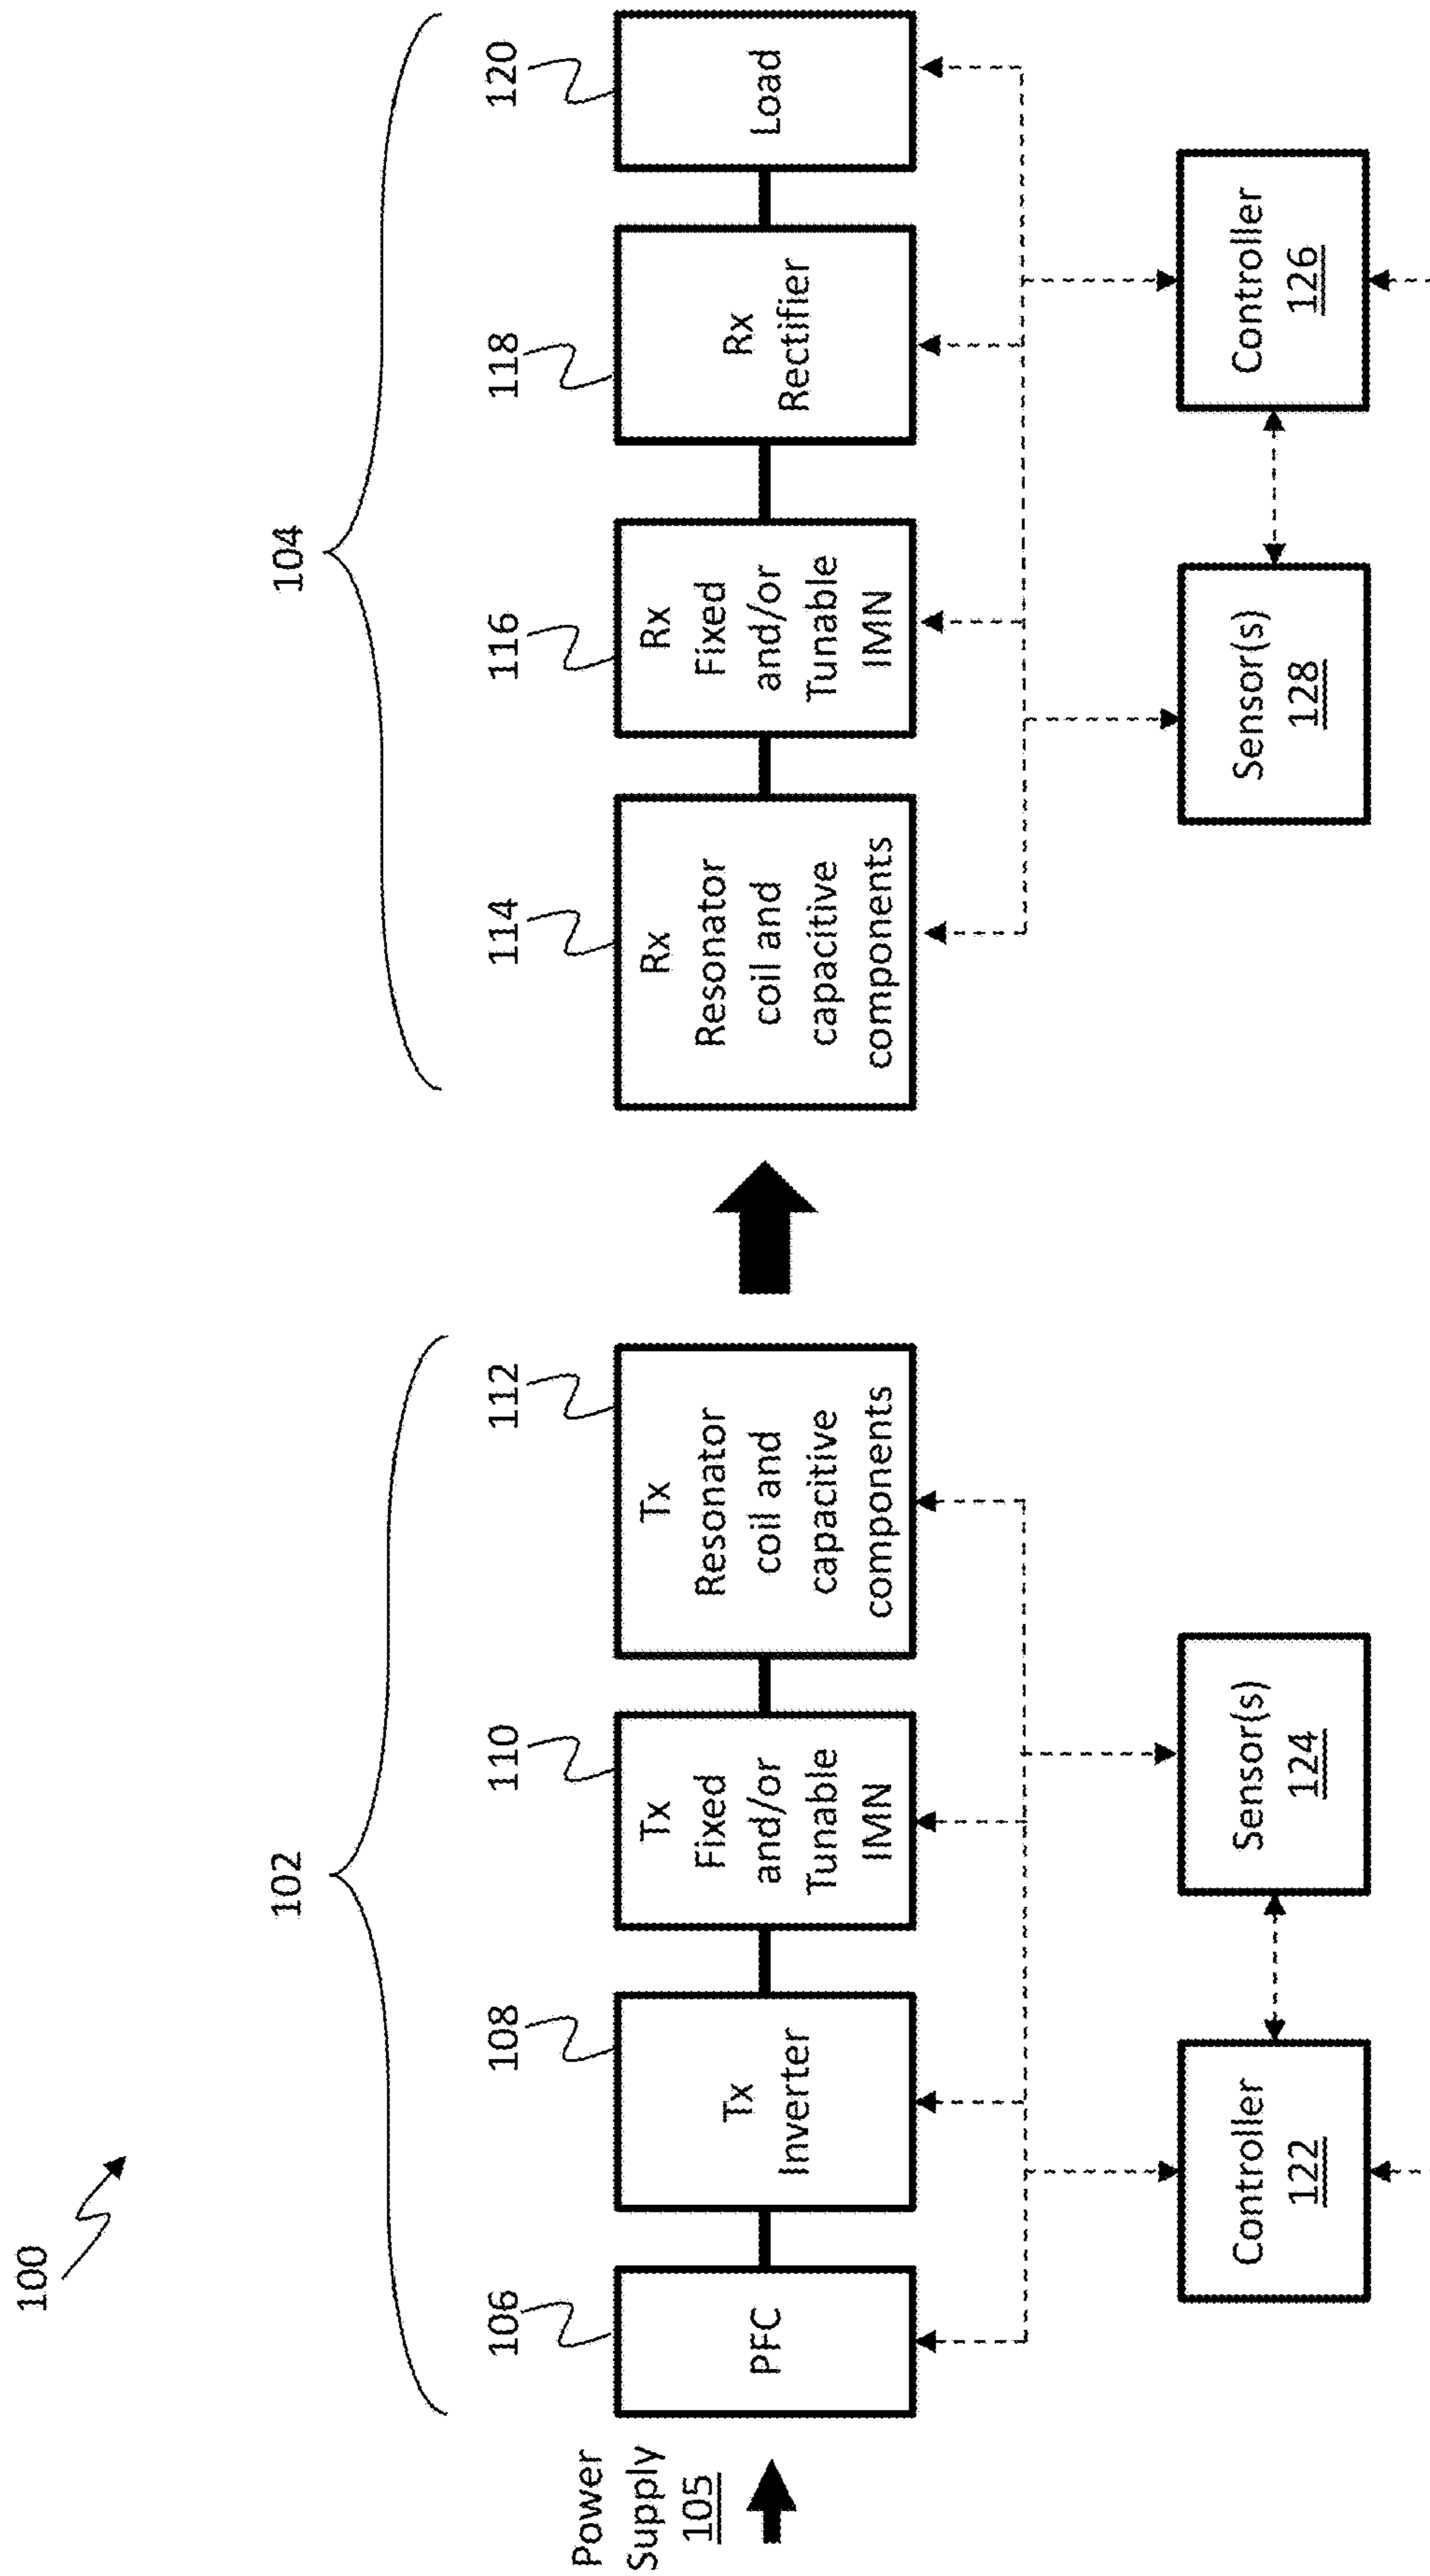 100
102
104
106
108
110
112
114
116
118
120
Power
Supply
105
PFC
Tx
Inverter
Tx
Fixed
and/or
Tunable
IMN
Tx
Resonator
coil and
capacitive
components
Rx
Resonator
coil and
capacitive
components
Rx
Fixed
and/or
Tunable
IMN
Rx
Rectifier
Load
Controller
122
Sensor(s)
124
Sensor(s)
128
Controller
126